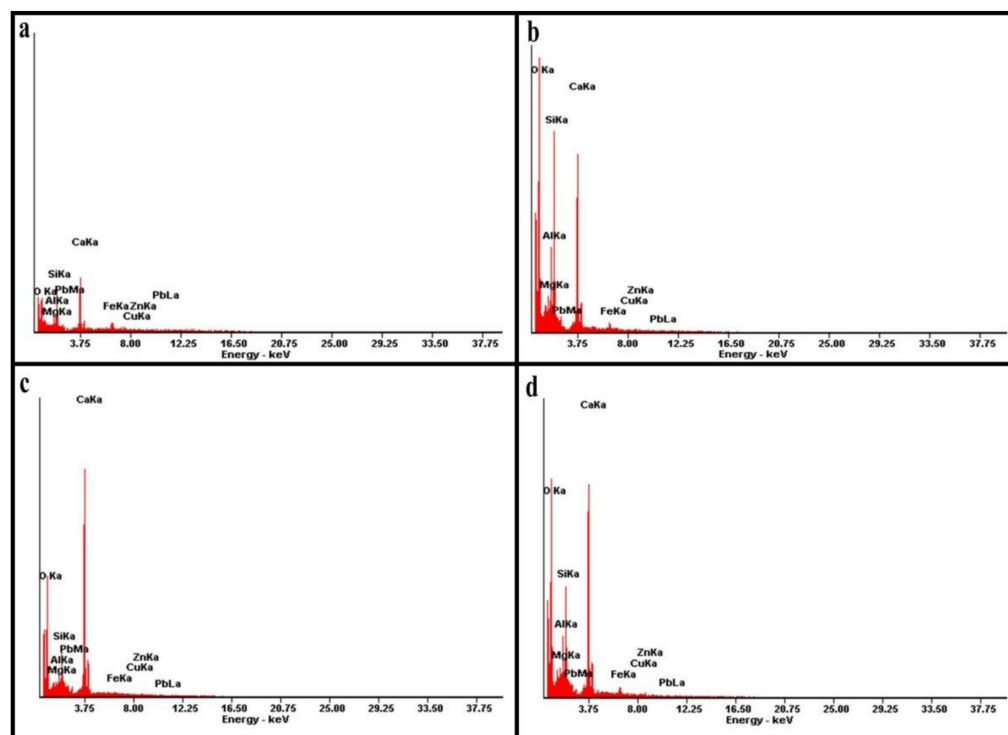 a
CaKa
SiKa
O Ka PbMa
AlKa
MgKa
PbLa
FeKa ZnKa
CuKa
3.75 8.00 12.25 16.50 20.75 25.00 29.25 33.50 37.75
Energy - keV
b
O Ka
CaKa
SiKa
AlKa
MgKa
PbMa
ZnKa
CuKa
FeKa
PbLa
3.75 8.00 12.25 16.50 20.75 25.00 29.25 33.50 37.75
Energy - keV
c
CaKa
O Ka
SiKa
PbMa
AlKa
MgKa
ZnKa
CuKa
FeKa
PbLa
3.75 8.00 12.25 16.50 20.75 25.00 29.25 33.50 37.75
Energy - keV
d
CaKa
O Ka
SiKa
AlKa
MgKa
PbMa
ZnKa
CuKa
FeKa
PbLa
3.75 8.00 12.25 16.50 20.75 25.00 29.25 33.50 37.75
Energy - keV